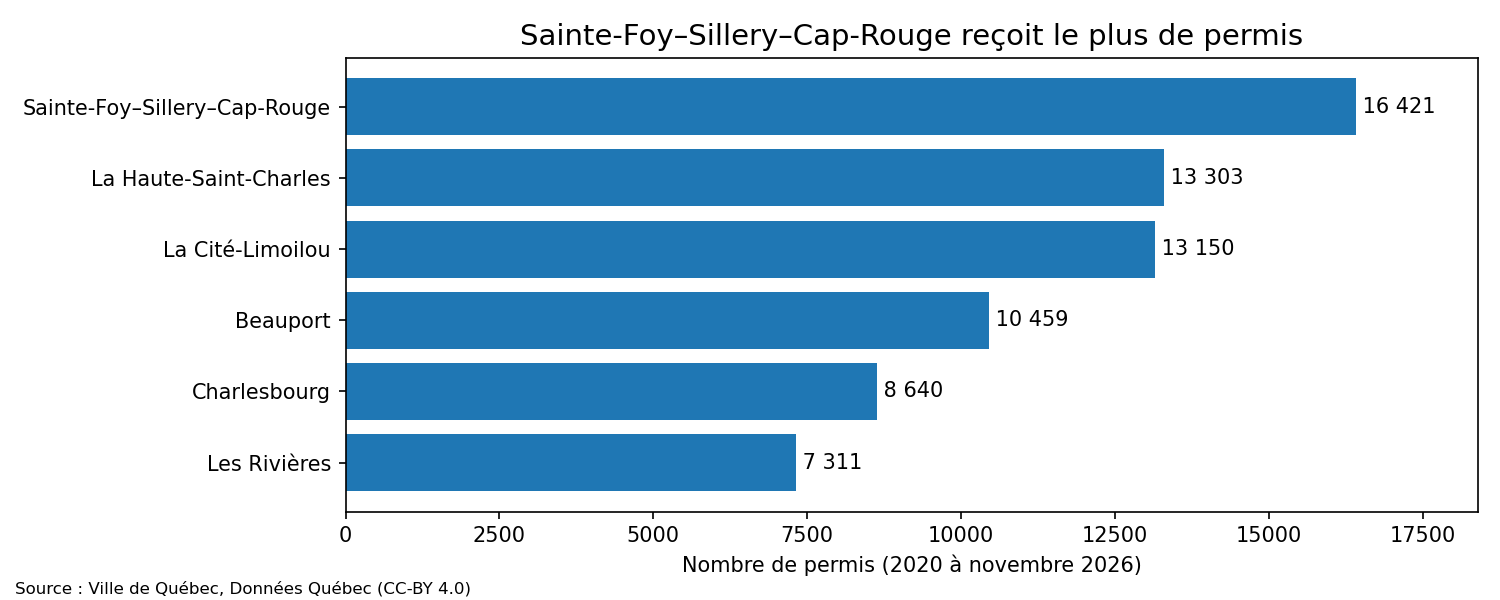 Sainte-Foy–Sillery–Cap-Rouge reçoit le plus de permis
Sainte-Foy–Sillery–Cap-Rouge 16 421
La Haute-Saint-Charles 13 303
La Cité-Limoilou 13 150
Beauport 10 459
Charlesbourg 8 640
Les Rivières 7 311
0 2500 5000 7500 10000 12500 15000 17500
Nombre de permis (2020 à novembre 2026)
Source : Ville de Québec, Données Québec (CC-BY 4.0)